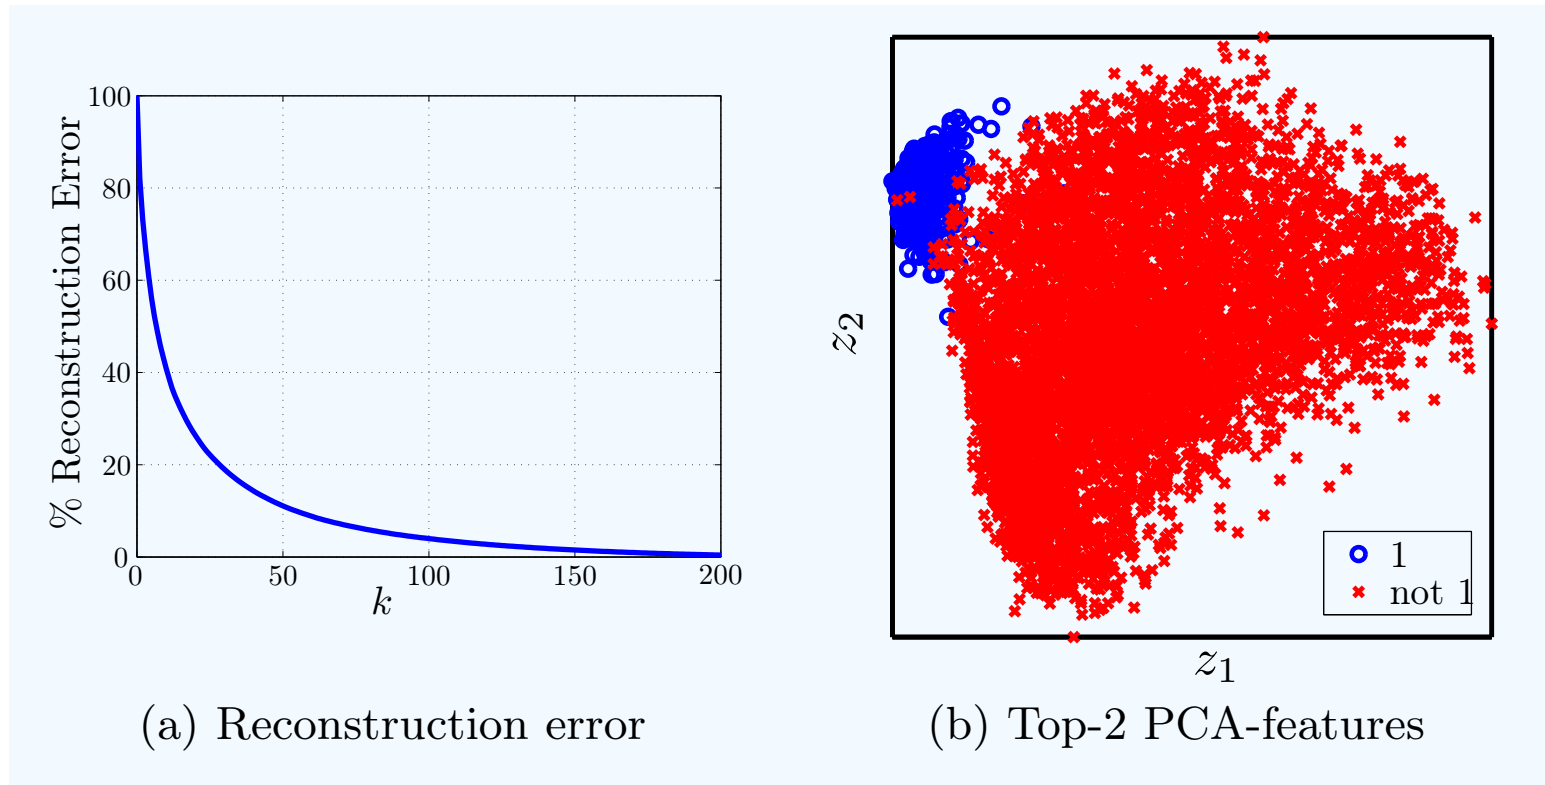 % Reconstruction Error
100
80
60
40
20
0
0 50 100 150 200
k
(a) Reconstruction error
z2
1
not 1
z1
(b) Top-2 PCA-features